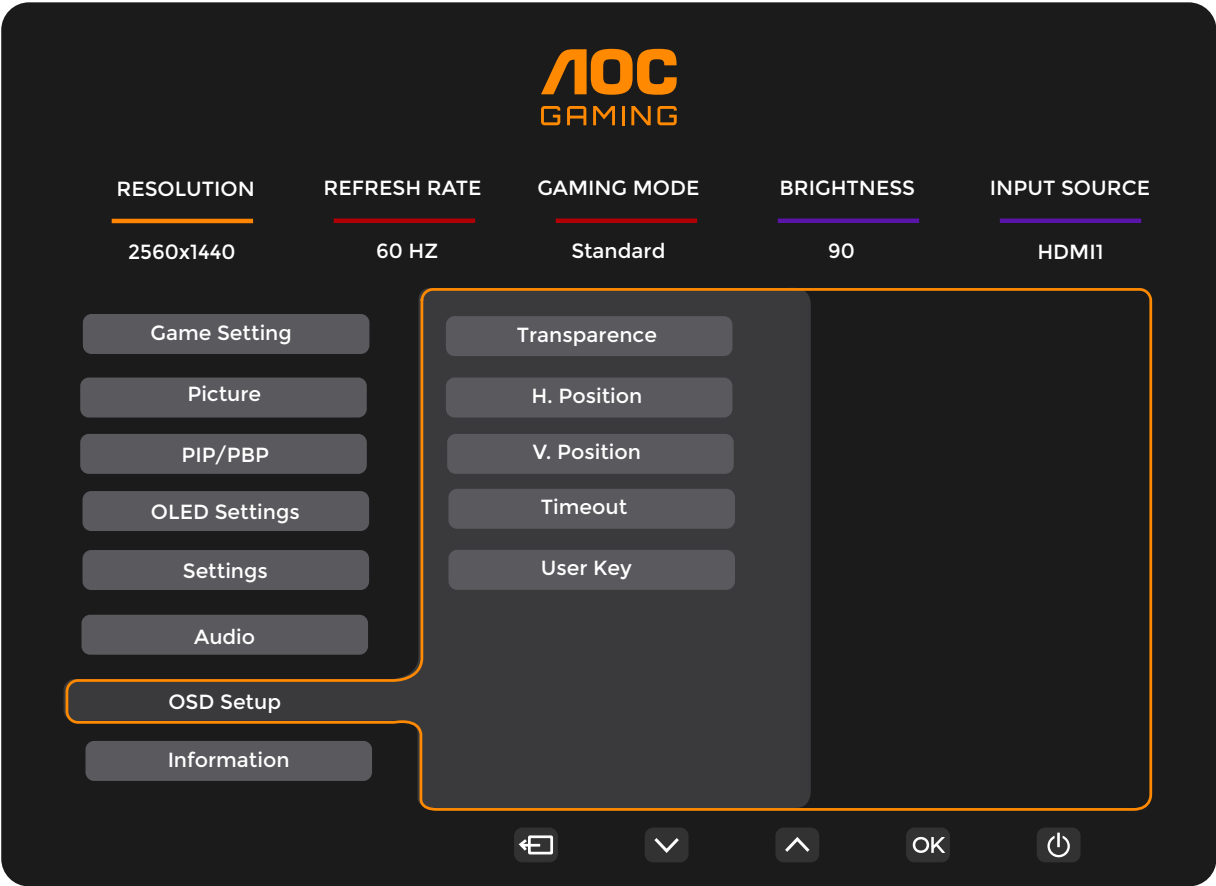 AOC
GAMING
RESOLUTION REFRESH RATE GAMING MODE BRIGHTNESS INPUT SOURCE
2560x1440 60 HZ Standard 90 HDMI1
Game Setting
Picture
PIP/PBP
OLED Settings
Settings
Audio
OSD Setup
Information
Transparence
H. Position
V. Position
Timeout
User Key
OK